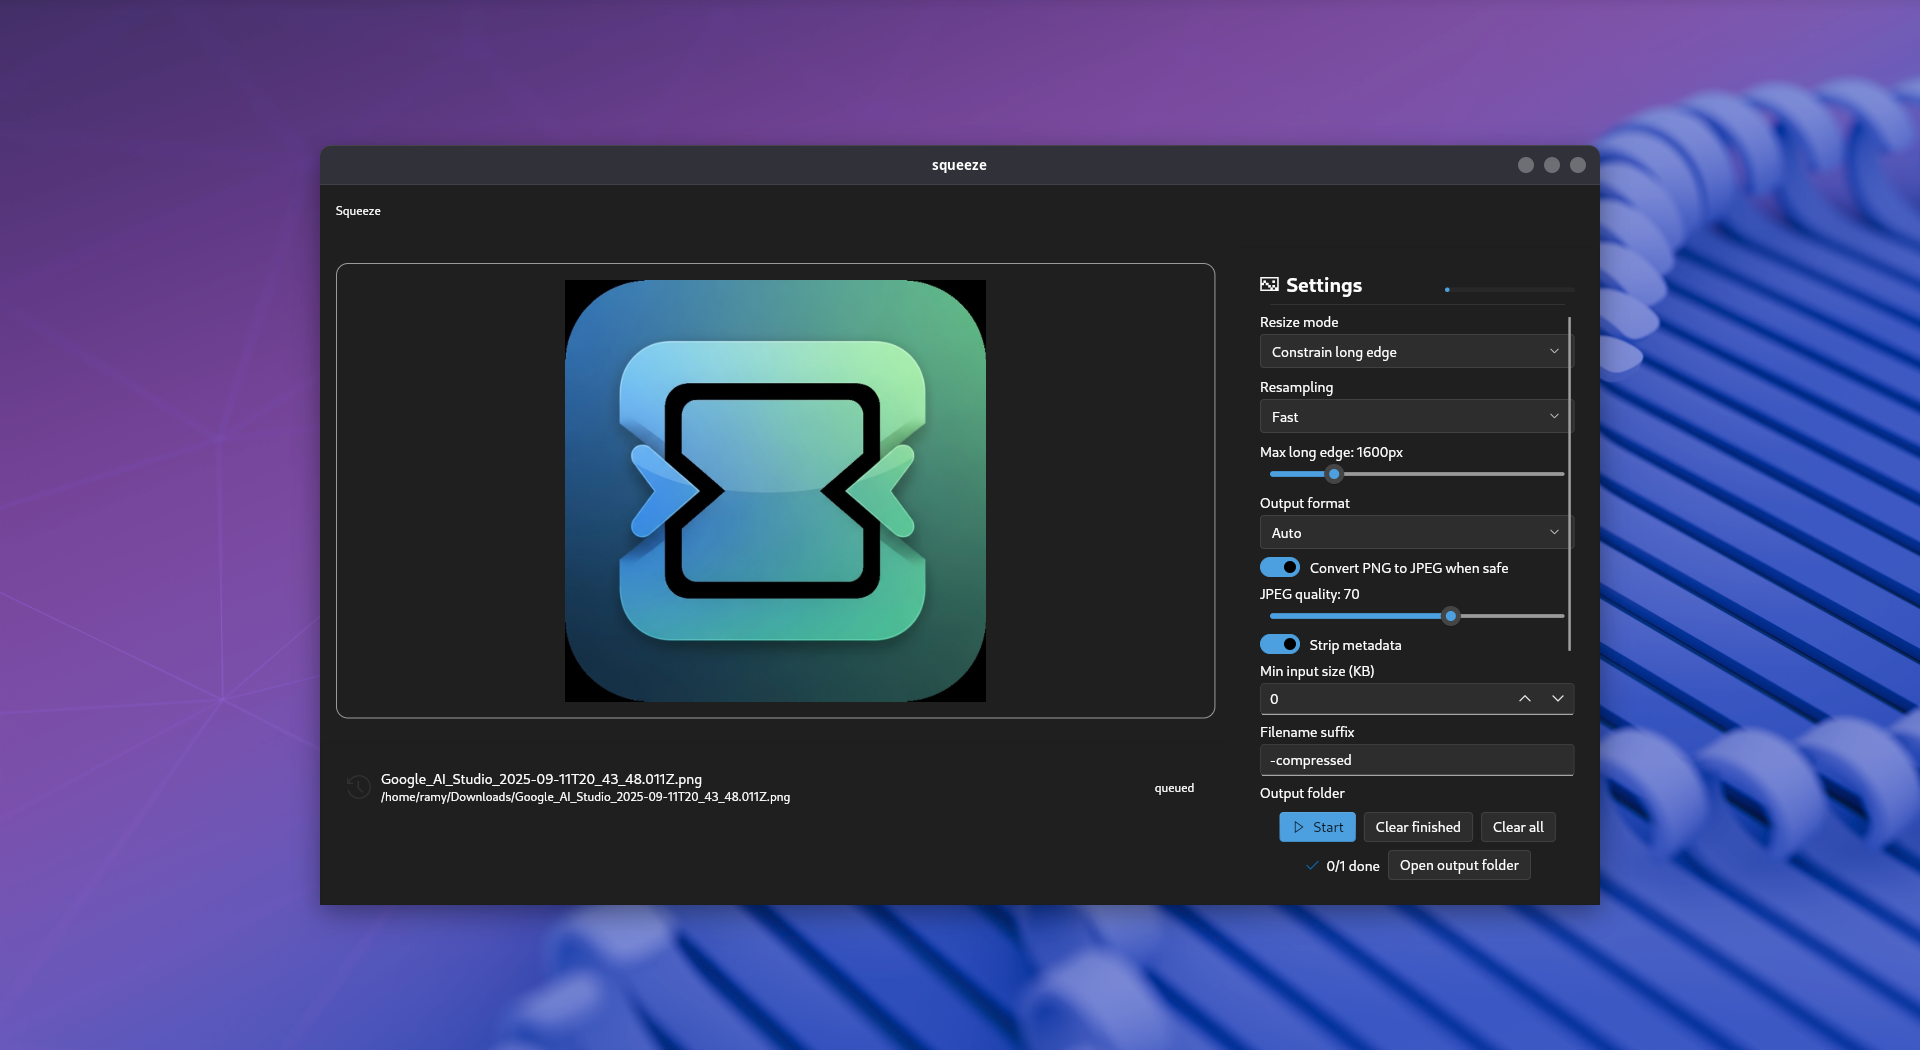 squeeze
Squeeze
Settings
Resize mode
Constrain long edge
Resampling
Fast
Max long edge: 1600px
Output format
Auto
Convert PNG to JPEG when safe
JPEG quality: 70
Strip metadata
Min input size (KB)
0
Filename suffix
-compressed
Output folder
Start
Clear finished
Clear all
0/1 done
Open output folder
Google_AI_Studio_2025-09-11T20_43_48.011Z.png
/home/ramy/Downloads/Google_AI_Studio_2025-09-11T20_43_48.011Z.png
queued